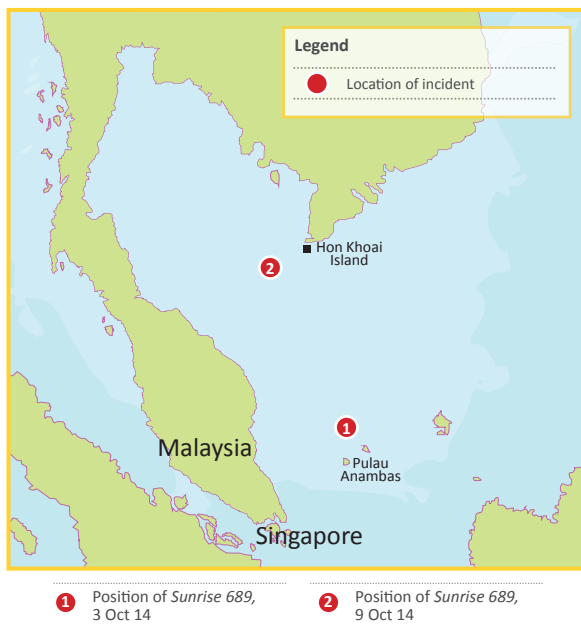 Legend
Location of incident
Hon Khoai
Island
2
1
Malaysia
Pulau
Anambas
Singapore
1 Position of Sunrise 689,
3 Oct 14
2 Position of Sunrise 689,
9 Oct 14